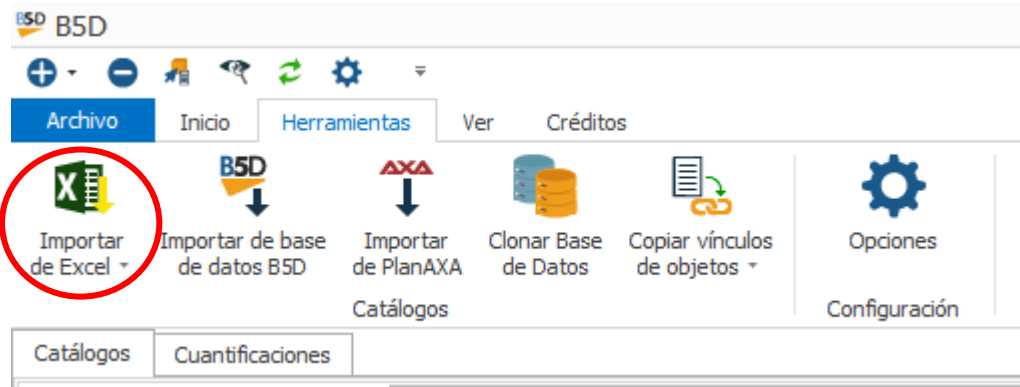 B5D B5D
Archivo Inicio Herramientas Ver Créditos
X B5D AXA
Importar Importar de base Importar Clonar Base Copiar vínculos Opciones
de Excel de datos B5D de PlanAXA de Datos de objetos
Catálogos Configuración
Catálogos Cuantificaciones